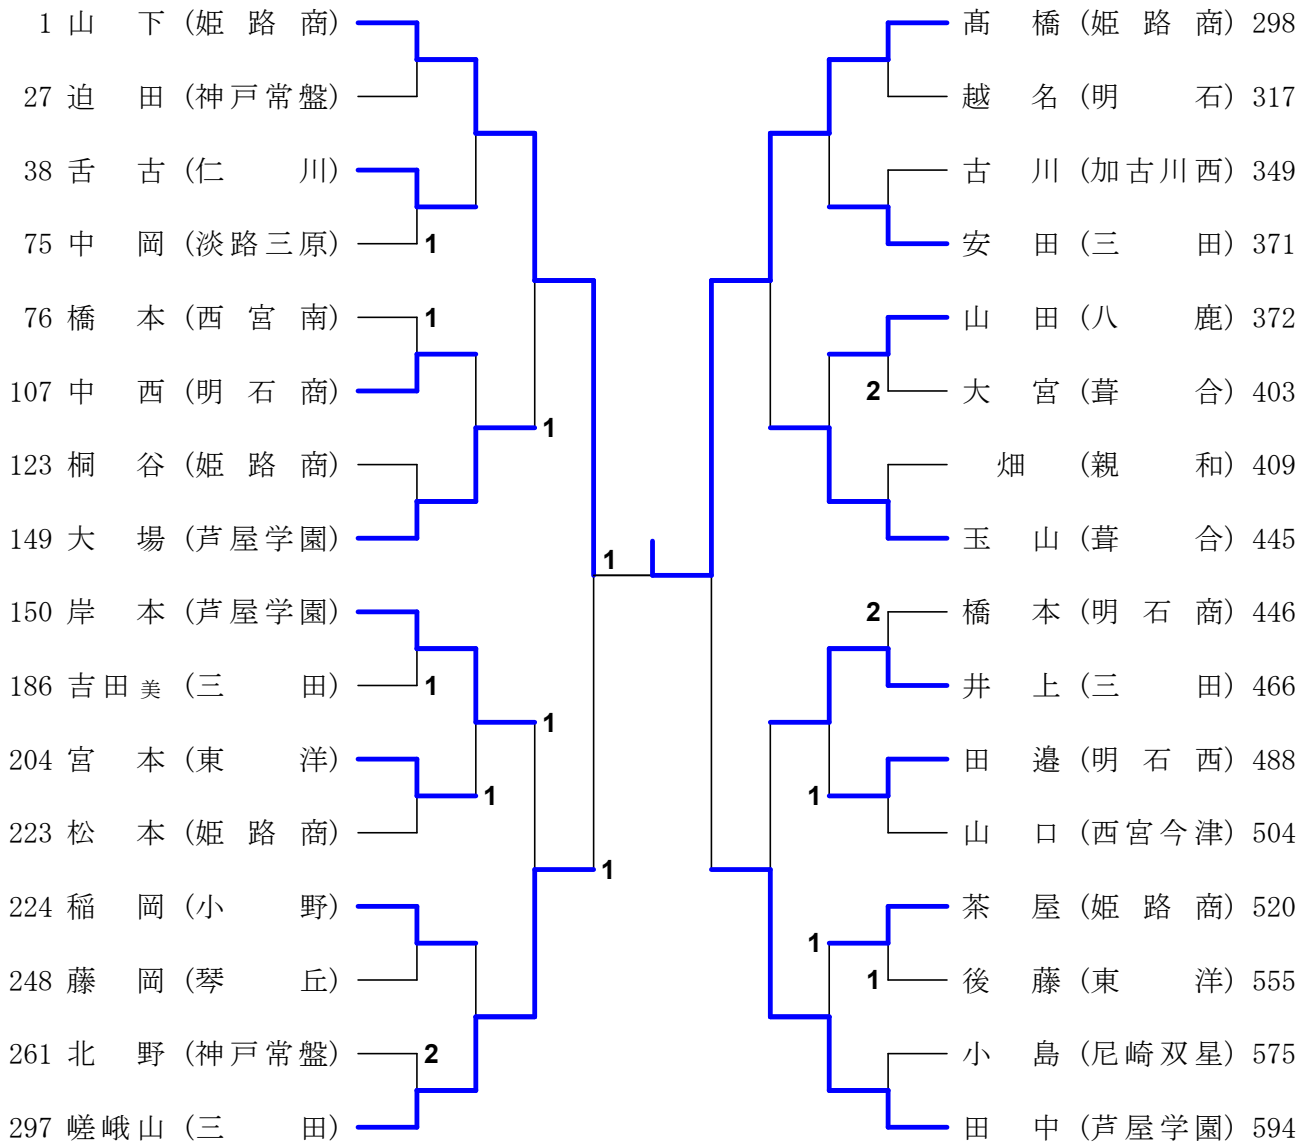 1 山下 (姫路商)
27 迫田 (神戸常盤)
38 舌古 (仁川)
75 中岡 (淡路三原) 1
76 橋本 (西宮南) 1
107 中西 (明石商)
1
123 桐谷 (姫路商)
149 大場 (芦屋学園)
1
150 岸本 (芦屋学園)
186 吉田美 (三田) 1
1
204 宮本 (東洋)
1
223 松本 (姫路商)
1
224 稲岡 (小野)
248 藤岡 (琴丘)
261 北野 (神戸常盤) 2
297 嵯峨山 (三田)
髙橋 (姫路商) 298
越名 (明石) 317
古川 (加古川西) 349
安田 (三田) 371
山田 (八鹿) 372
2 大宮 (葺合) 403
畑 (親和) 409
玉山 (葺合) 445
2 橋本 (明石商) 446
井上 (三田) 466
田邉 (明石西) 488
1
山口 (西宮今津) 504
茶屋 (姫路商) 520
1
1 後藤 (東洋) 555
小島 (尼崎双星) 575
田中 (芦屋学園) 594